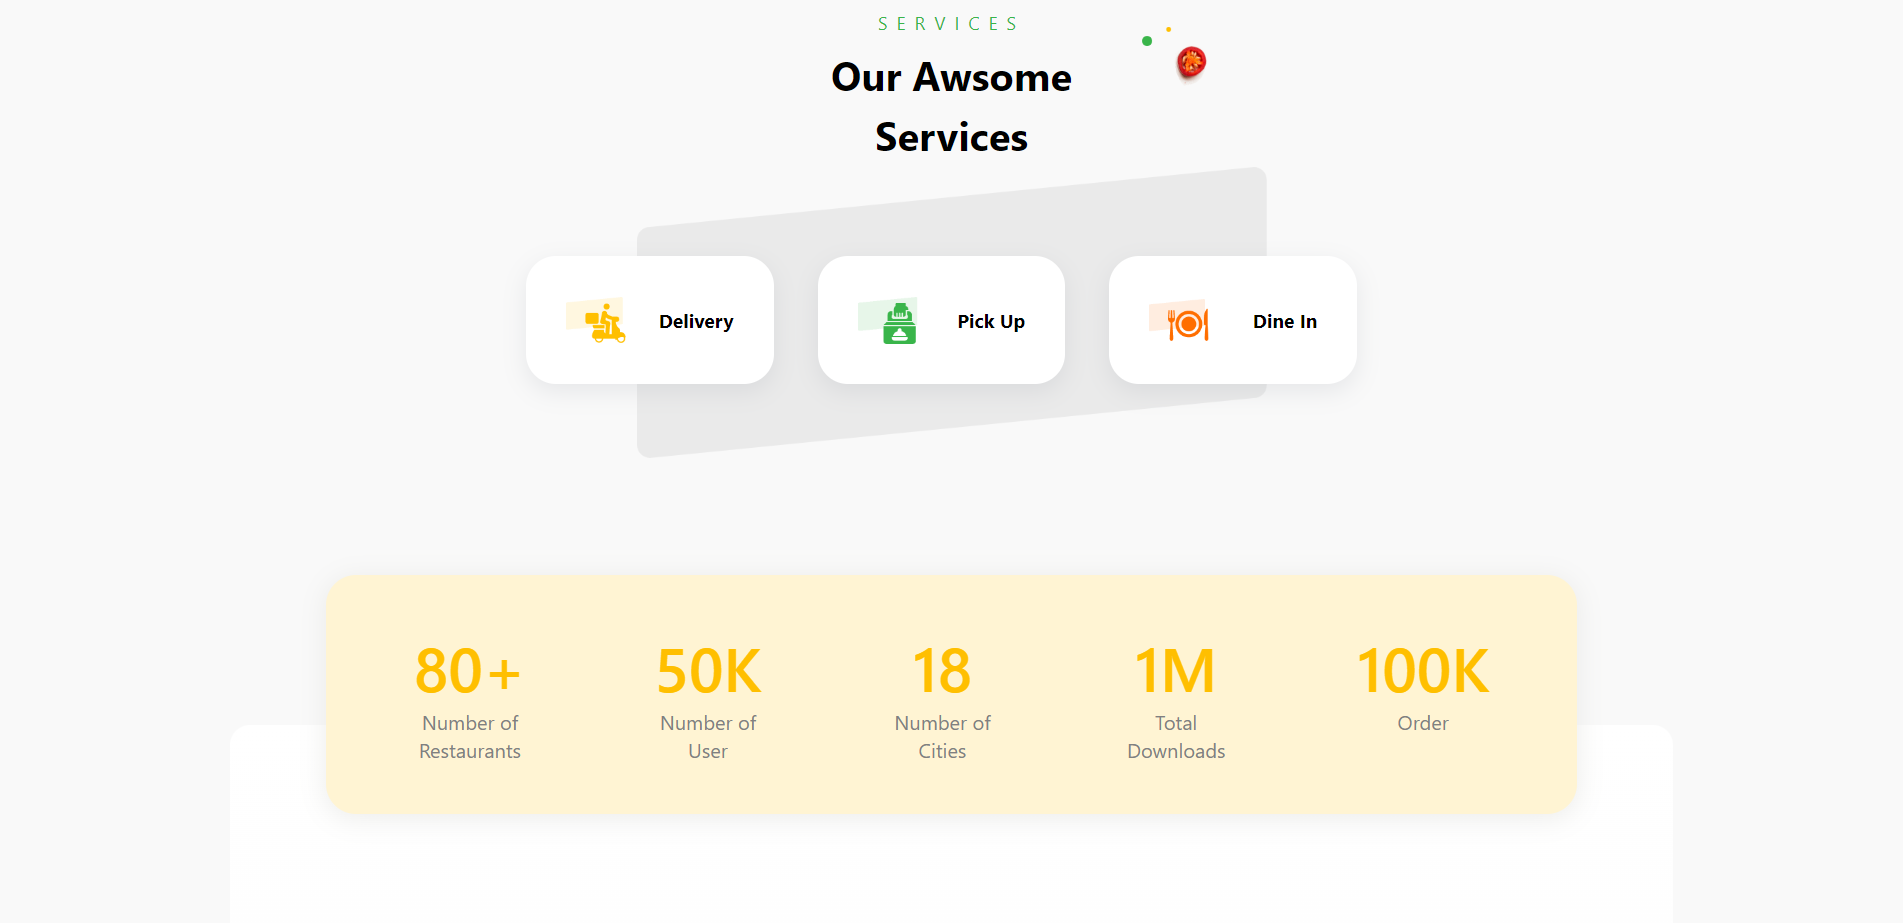 SERVICES
Our Awsome
Services
Delivery
Pick Up
Dine In
80+
50K
18
1M
100K
Number of
Restaurants
Number of
User
Number of
Cities
Total
Downloads
Order